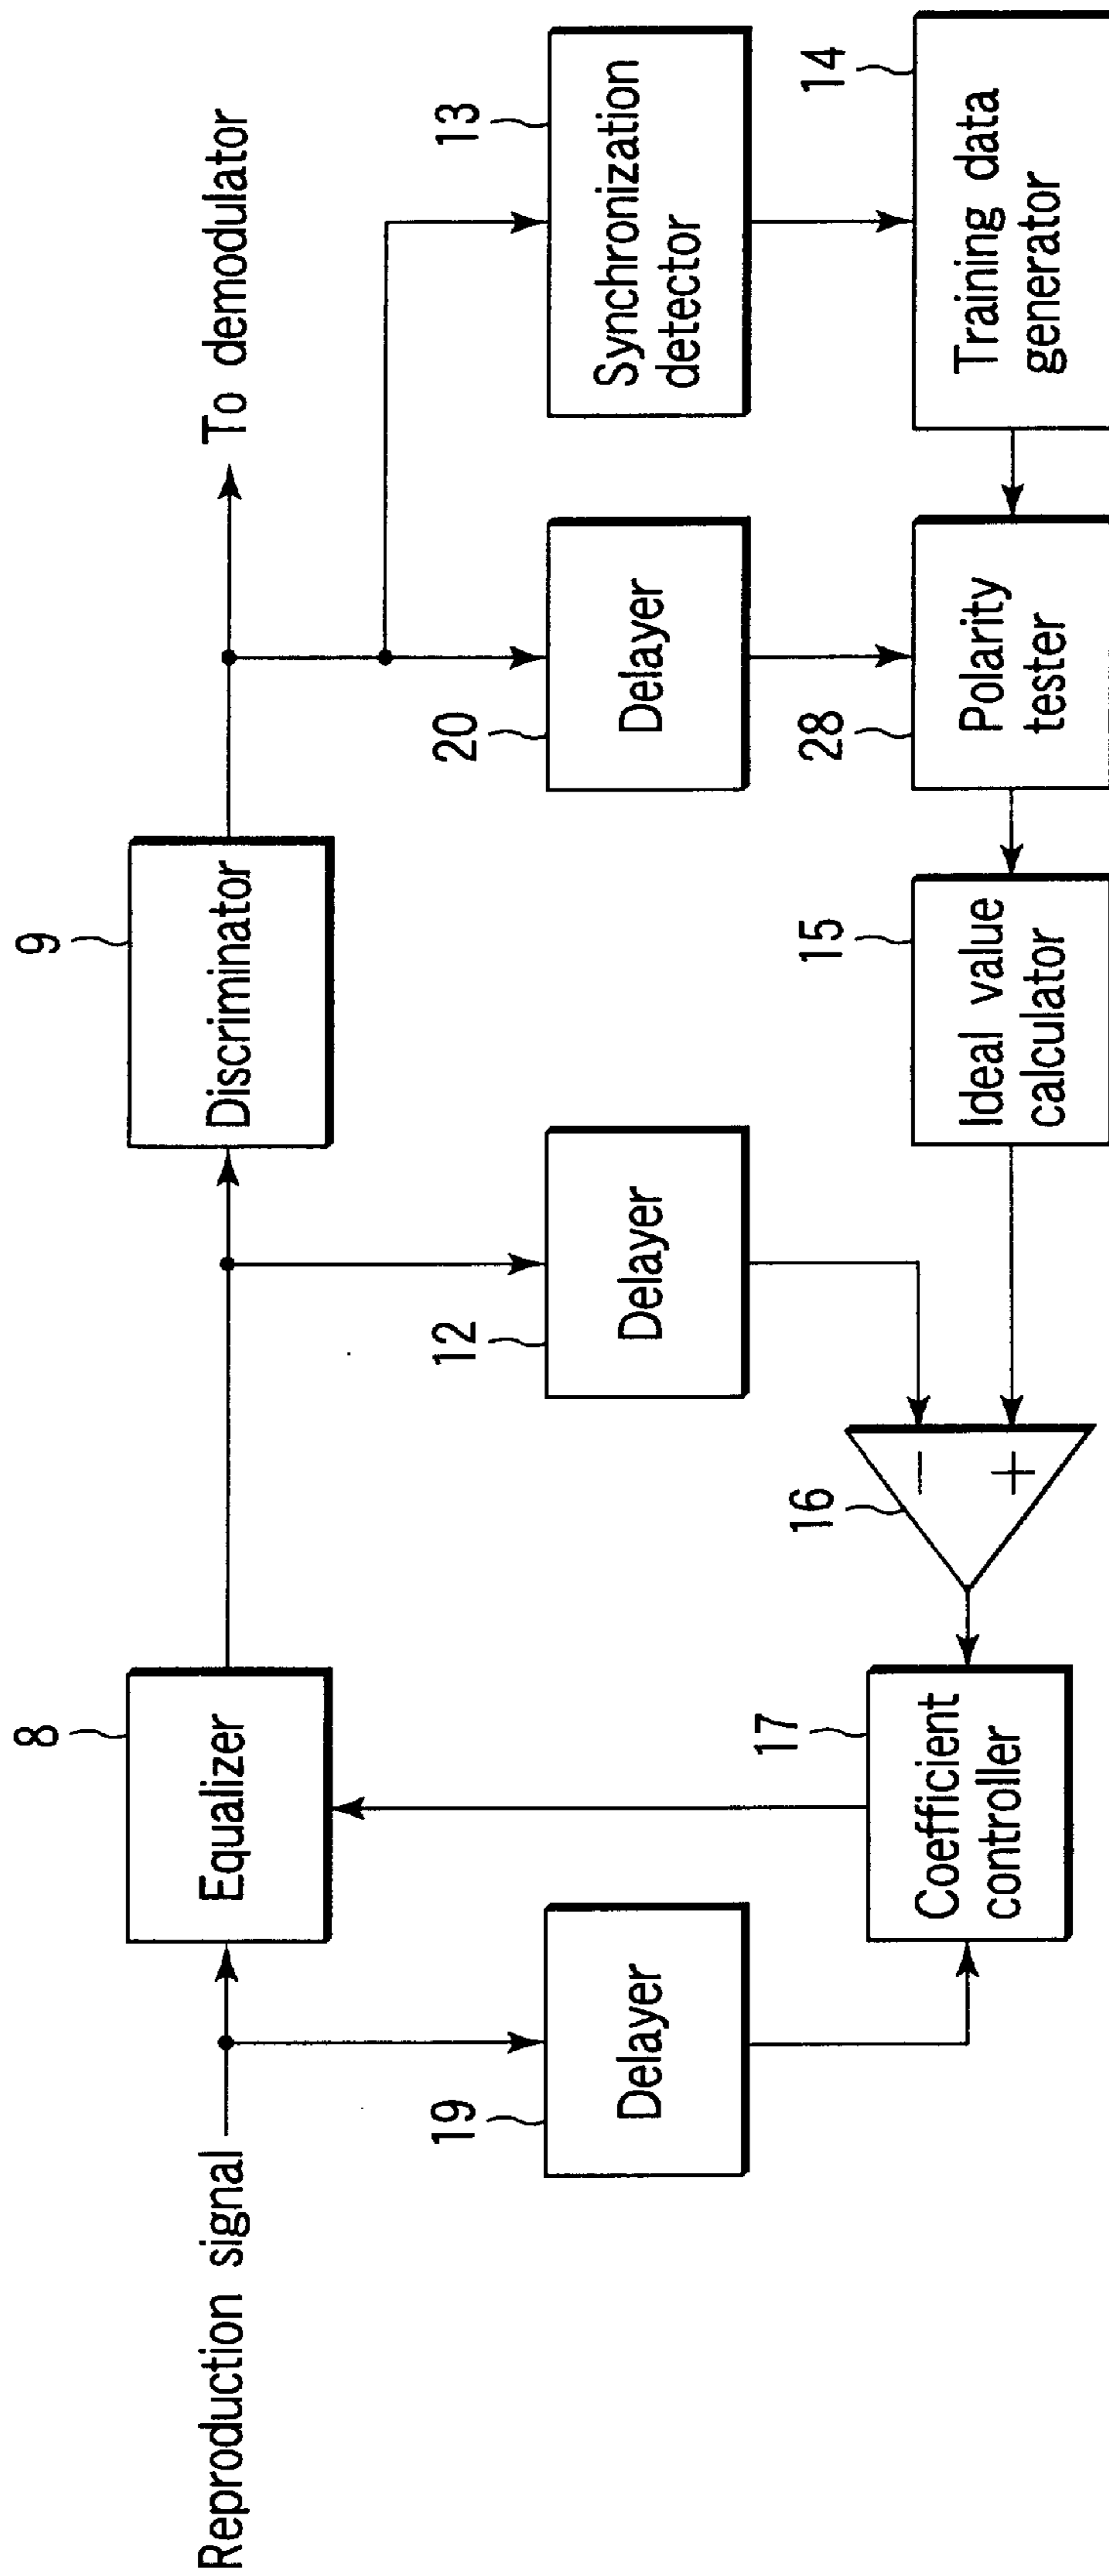 8
9
Reproduction signal
Equalizer
Discriminator
To demodulator
19
12
20
13
Delayer
Delayer
Delayer
Synchronization
detector
17
16
15
28
14
Coefficient
controller
−
+
Ideal value
calculator
Polarity
tester
Training data
generator